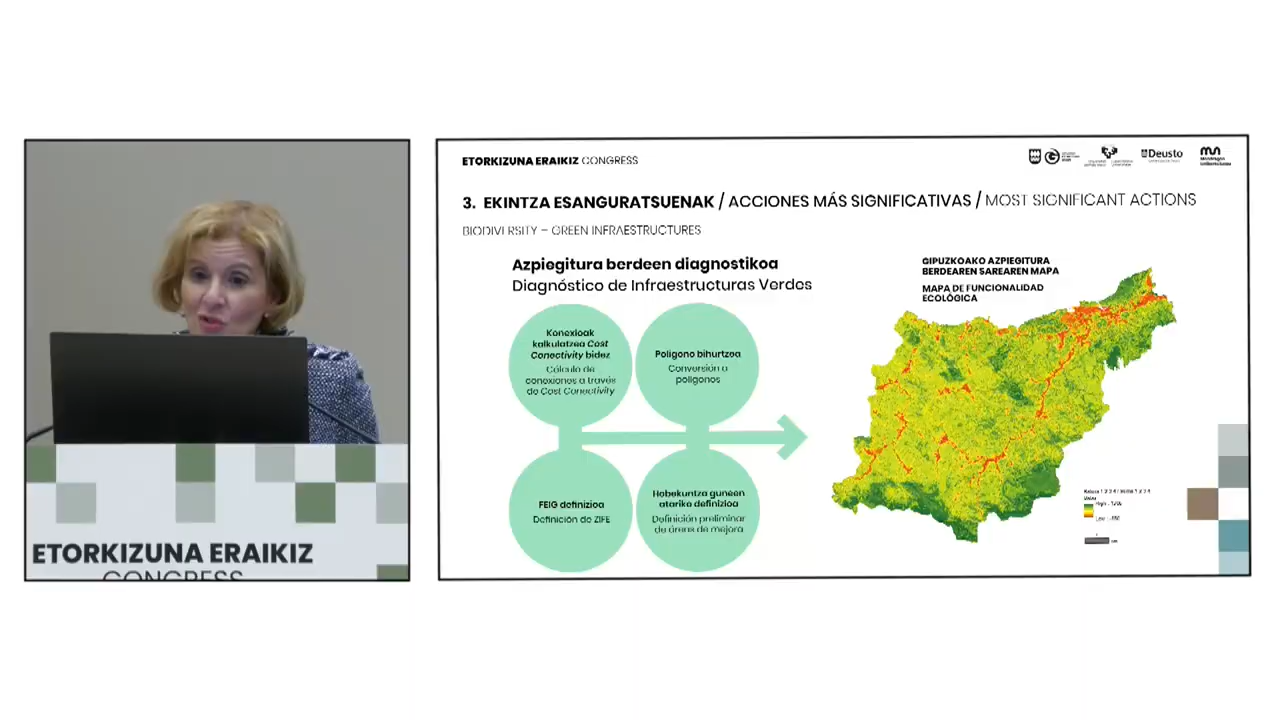 ETORKIZUNA ERAIKIZ
CONGRESS
ETORKIZUNA ERAIKIZ CONGRESS
Deusto
3. EKINTZA ESANGURATSUENAK / ACCIONES MÁS SIGNIFICATIVAS / MOST SIGNIFICANT ACTIONS
BIODIVERSITY – GREEN INFRAESTRUCTURES
Azpiegitura berdeen diagnostikoa
Diagnóstico de Infraestructuras Verdes
Konexioak
kalkulatzea Cost
Conectivity bidez
Cálculo de
conexiones a través
de Cost Conectivity
Poligono bihurtzea
Conversión a
polígonos
FEIG definizioa
Definición de ZIFE
Hobekuntza guneen
atariko definizioa
Definición preliminar
de áreas de mejora
GIPUZKOAKO AZPIEGITURA
BERDEAREN SAREAREN MAPA
MAPA DE FUNCIONALIDAD
ECOLÓGICA